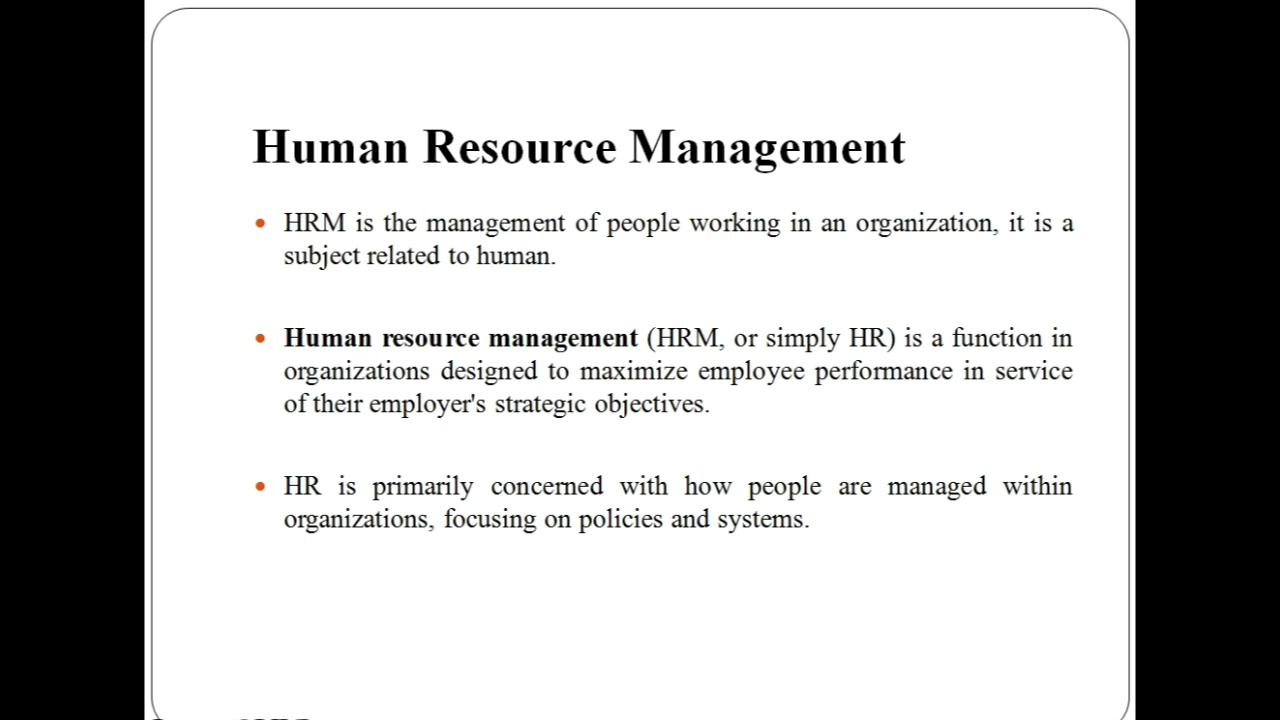 Human Resource Management
HRM is the management of people working in an organization, it is a
subject related to human.
Human resource management (HRM, or simply HR) is a function in
organizations designed to maximize employee performance in service
of their employer's strategic objectives.
HR is primarily concerned with how people are managed within
organizations, focusing on policies and systems.